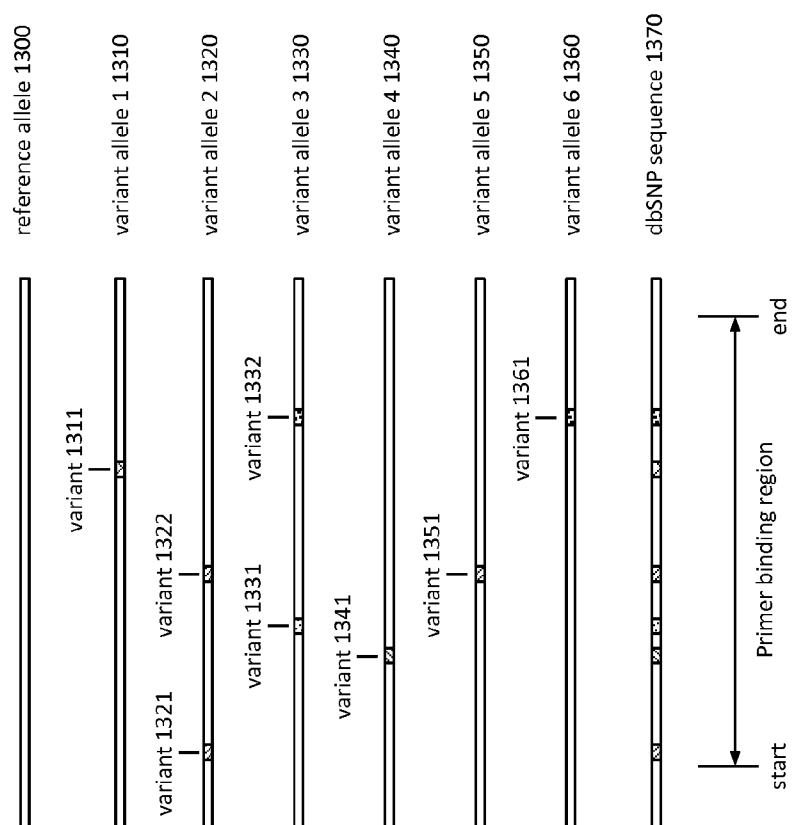 reference allele 1300
variant 1311
variant allele 1 1310
variant 1321
variant 1322
variant allele 2 1320
variant 1331
variant 1332
variant allele 3 1330
variant 1341
variant allele 4 1340
variant 1351
variant allele 5 1350
variant 1361
variant allele 6 1360
dbSNP sequence 1370
Primer binding region
start
end